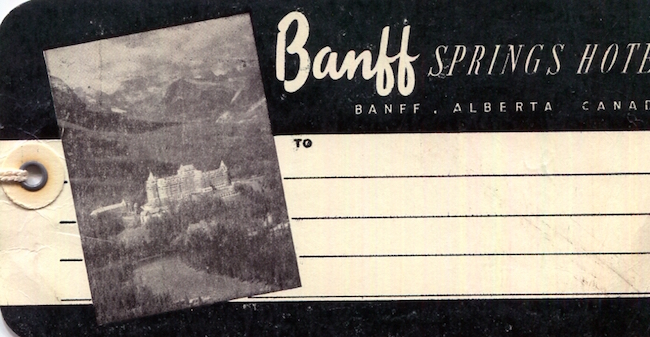 Banff SPRINGS HOTE
BANFF, ALBERTA CANAD
TO